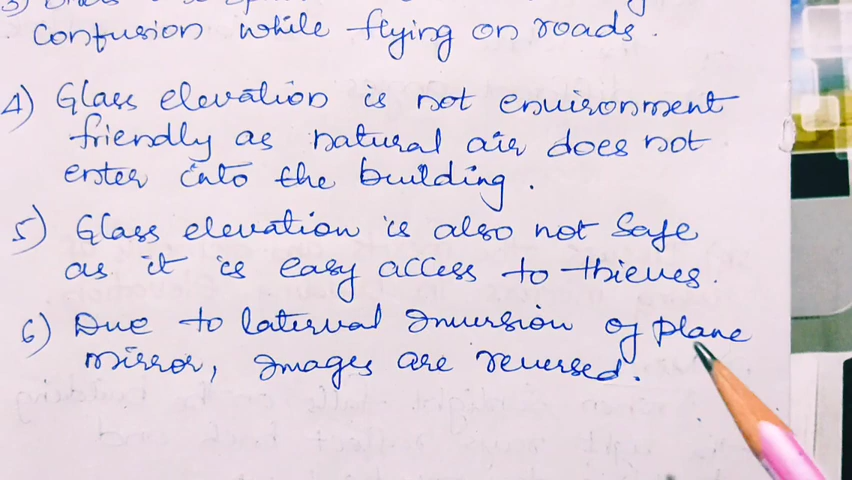 confusion while flying on roads.
4) Glass elevation is not environment
friendly as natural air does not
enter into the building.
5) Glass elevation is also not safe
as it is easy access to thieves.
6) Due to laterval Inversion of plane
mirror, Images are reversed.